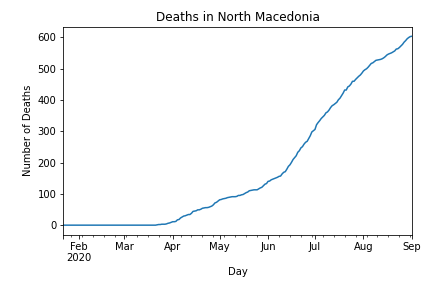 Deaths in North Macedonia
Number of Deaths
600
500
400
300
200
100
0
Feb Mar Apr May Jun Jul Aug Sep
2020
Day